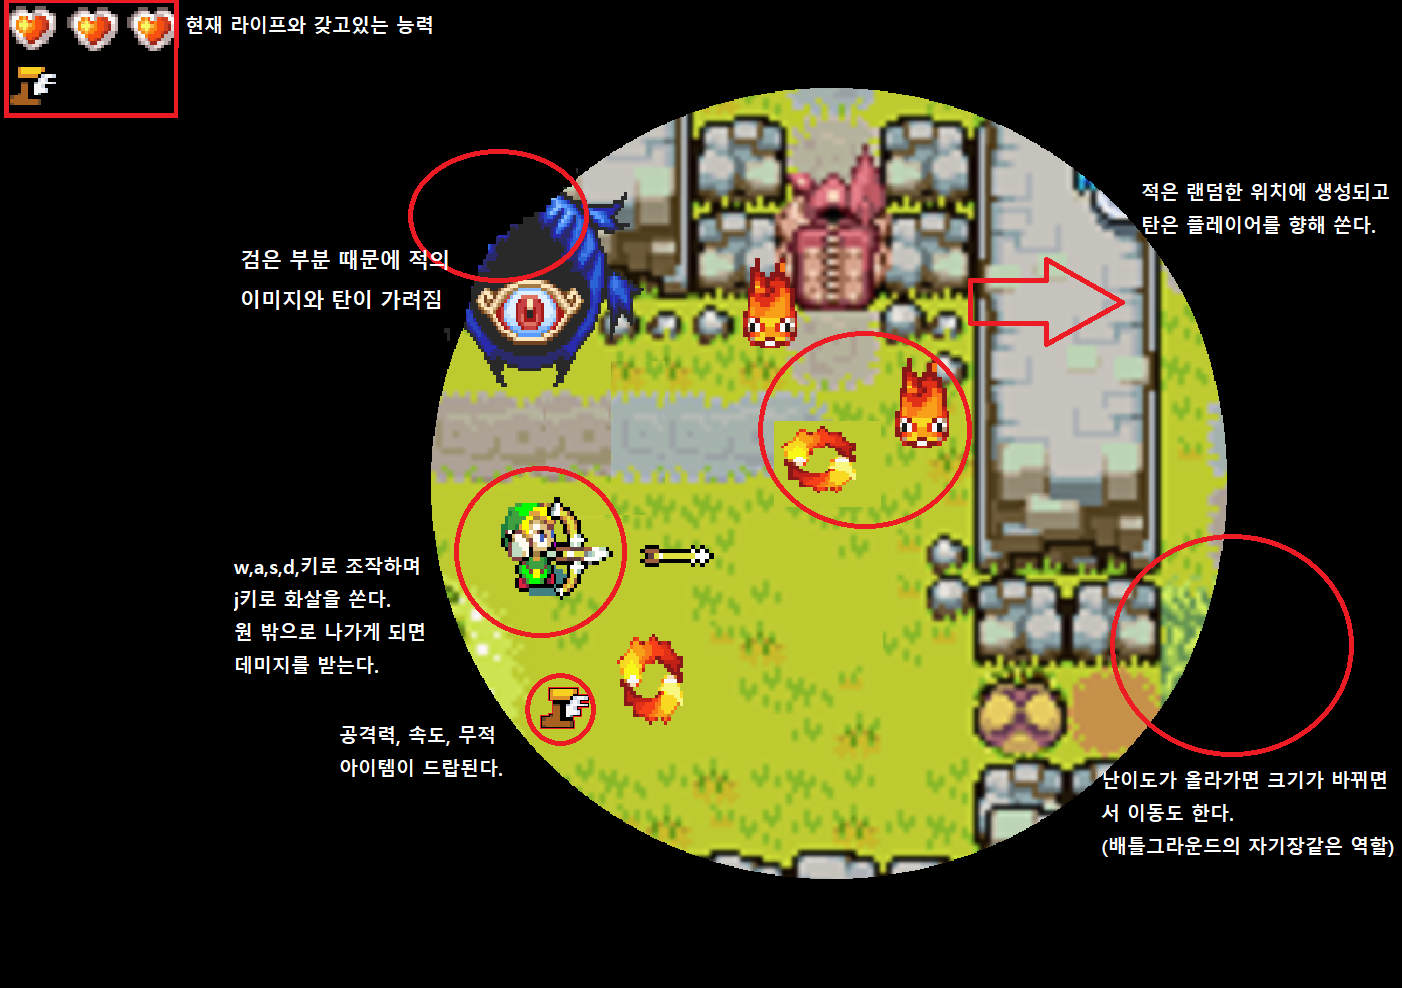 현재 라이프와 갖고있는 능력
적은 랜덤한 위치에 생성되고
탄은 플레이어를 향해 쏜다.
검은 부분 때문에 적의
이미지와 탄이 가려짐
w,a,s,d,키로 조작하며
j키로 화살을 쏜다.
원 밖으로 나가게 되면
데미지를 받는다.
공격력, 속도, 무적
아이템이 드랍된다.
난이도가 올라가면 크기가 바뀌면
서 이동도 한다.
(배틀그라운드의 자기장같은 역할)